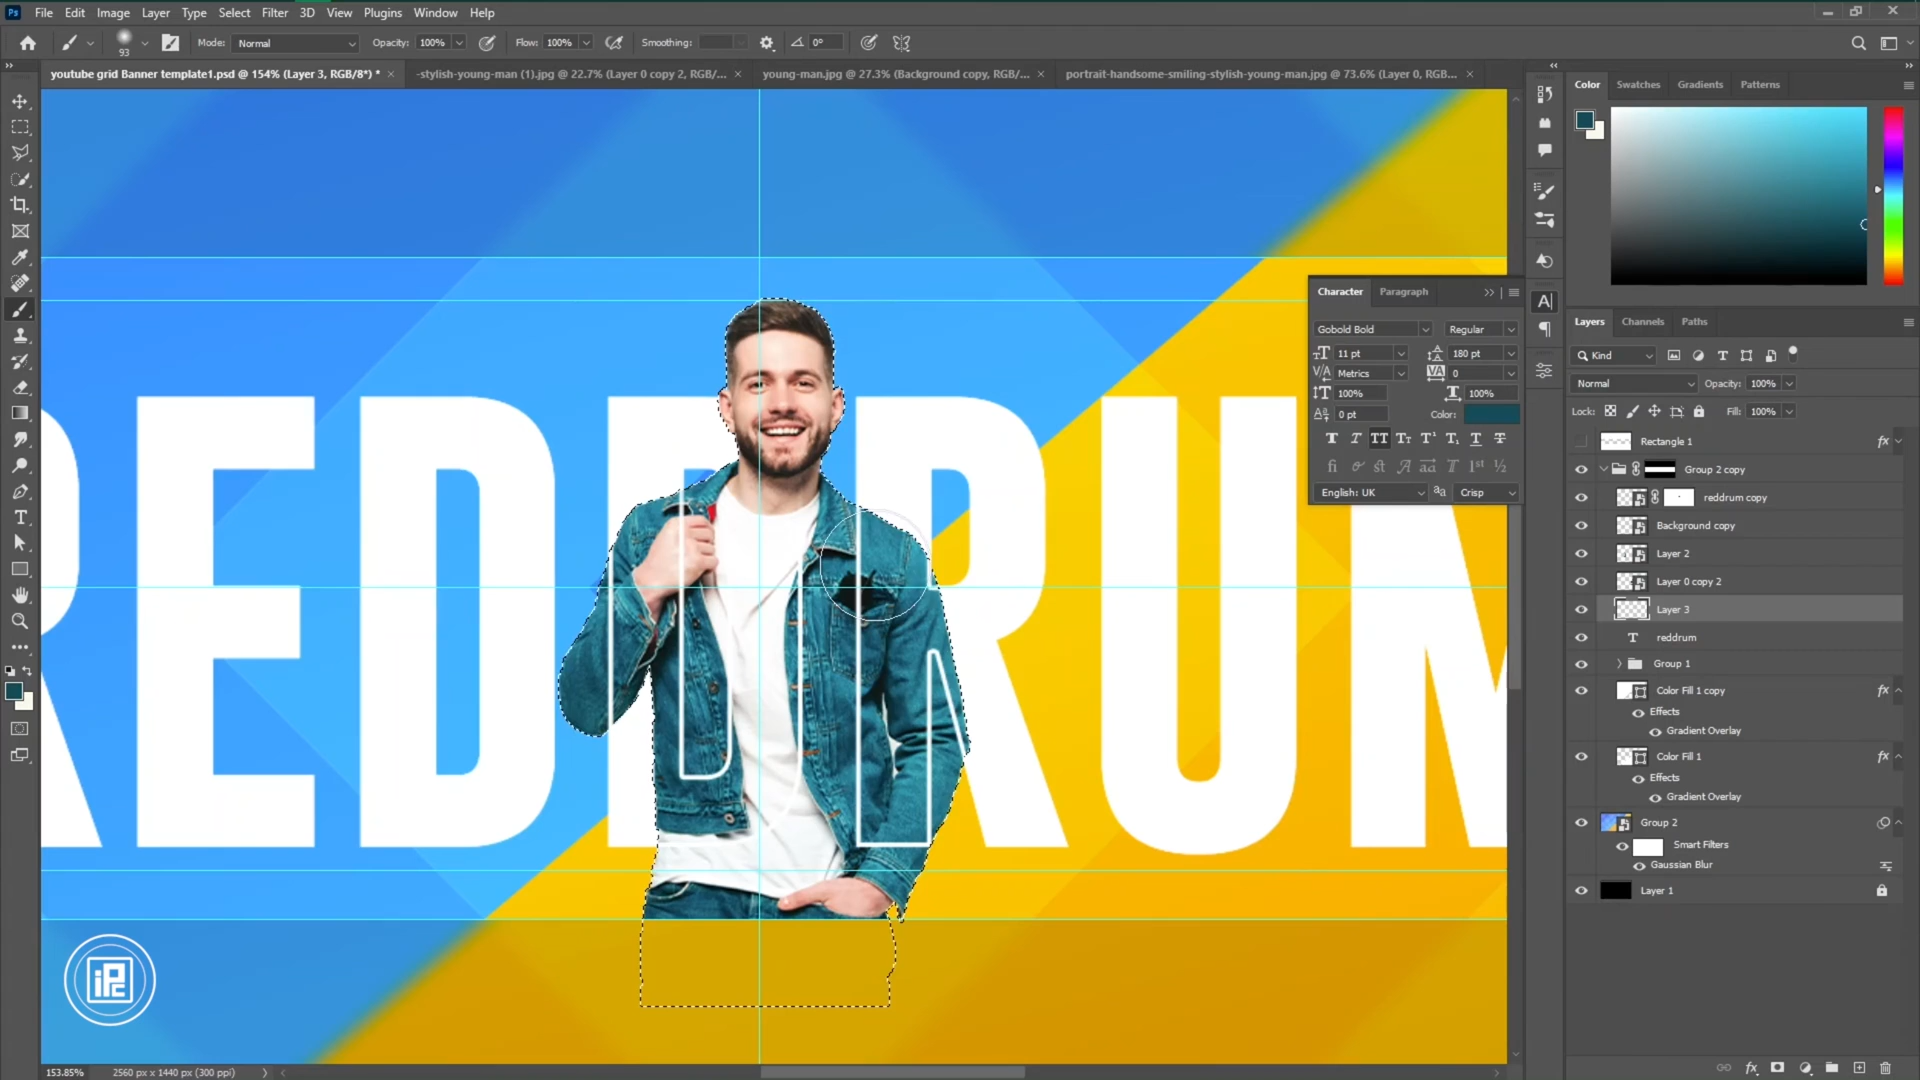 Ps File Edit Image Layer Type Select Filter 3D View Plugins Window Help
93 Mode: Normal Opacity: 100% Flow: 100% Smoothing: 0°
youtube grid Banner template1.psd @ 154% (Layer 3, RGB/8*) * × -stylish-young-man (1).jpg @ 22.7% (Layer 0 copy 2, RGB/... × young-man.jpg @ 27.3% (Background copy, RGB/... × portrait-handsome-smiling-stylish-young-man.jpg @ 73.6% (Layer 0, RGB... ×
Color Swatches Gradients Patterns
REDDRUM
Character Paragraph
Gobold Bold Regular
11 pt 180 pt
Metrics 0
100% 100%
0 pt Color:
English: UK aa Crisp
Layers Channels Paths
Kind
Normal Opacity: 100%
Lock: Fill: 100%
Rectangle 1 fx
Group 2 copy
reddrum copy
Background copy
Layer 2
Layer 0 copy 2
Layer 3
T reddrum
Group 1
Color Fill 1 copy fx
Effects
Gradient Overlay
Color Fill 1 fx
Effects
Gradient Overlay
Group 2
Smart Filters
Gaussian Blur
Layer 1
iPC
153.85% 2560 px x 1440 px (300 ppi)